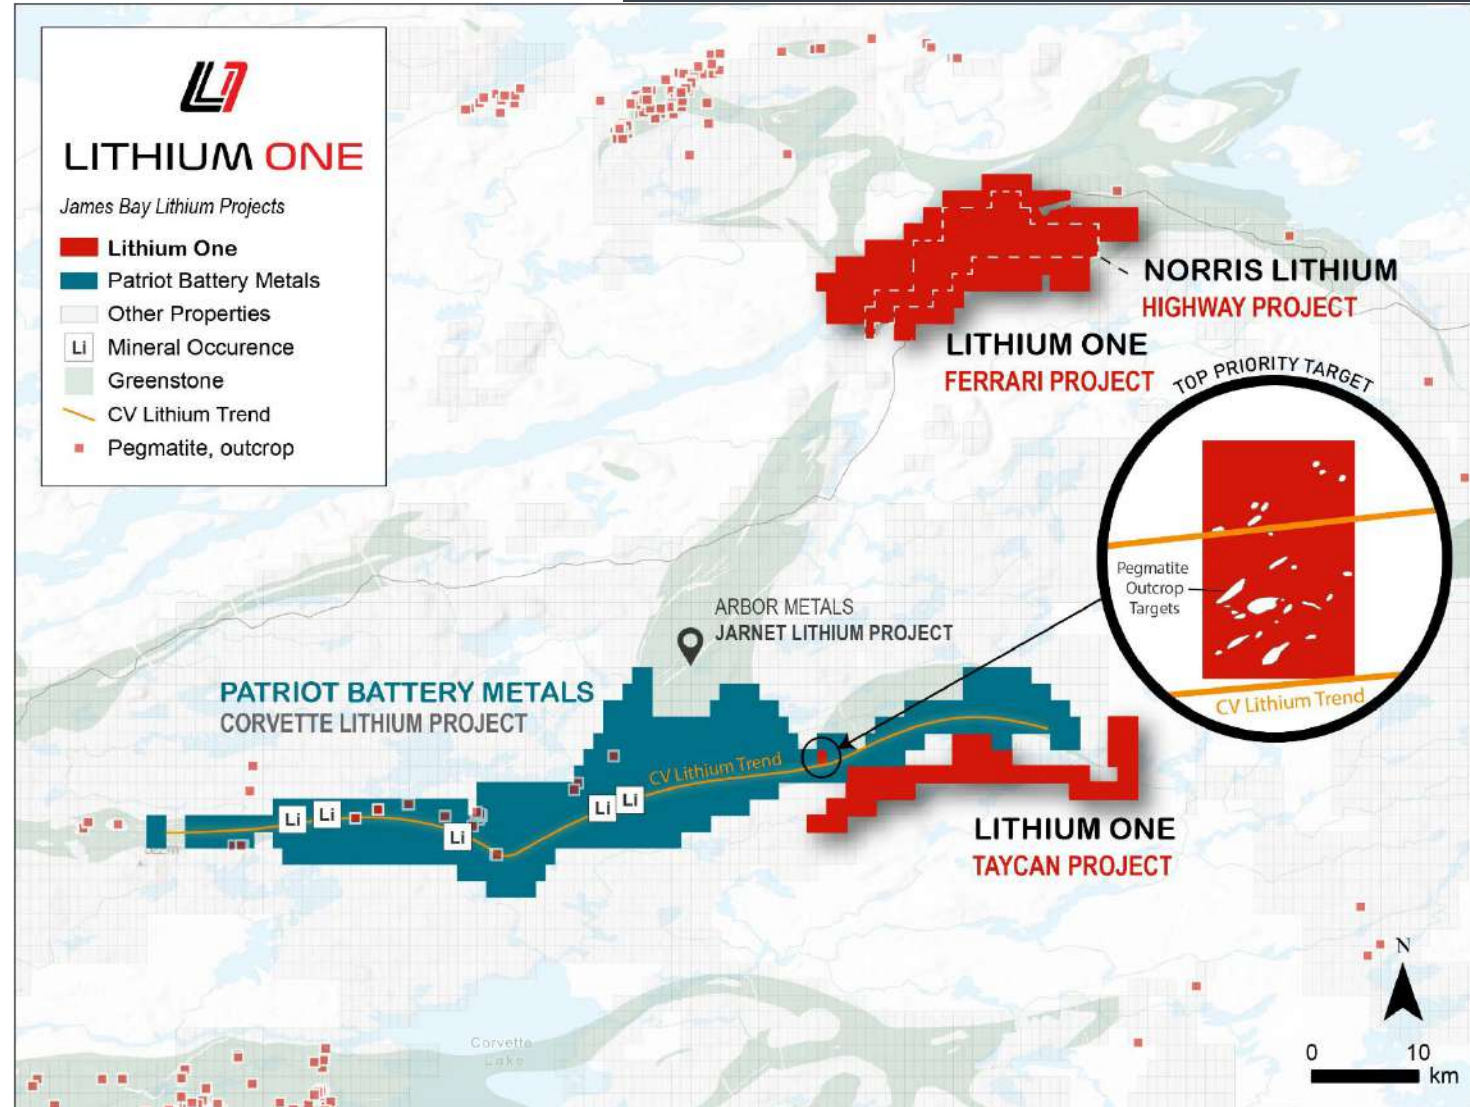 LITHIUM ONE
James Bay Lithium Projects
Lithium One
Patriot Battery Metals
Other Properties
Li Mineral Occurence
Greenstone
CV Lithium Trend
Pegmatite, outcrop
NORRIS LITHIUM
HIGHWAY PROJECT
LITHIUM ONE
FERRARI PROJECT
TOP PRIORITY TARGET
Pegmatite
Outcrop
Targets
CV Lithium Trend
ARBOR METALS
JARNET LITHIUM PROJECT
PATRIOT BATTERY METALS
CORVETTE LITHIUM PROJECT
CV Lithium Trend
Li
Li
Li
Li
Li
LITHIUM ONE
TAYCAN PROJECT
Corvette
Lake
N
0 10
km